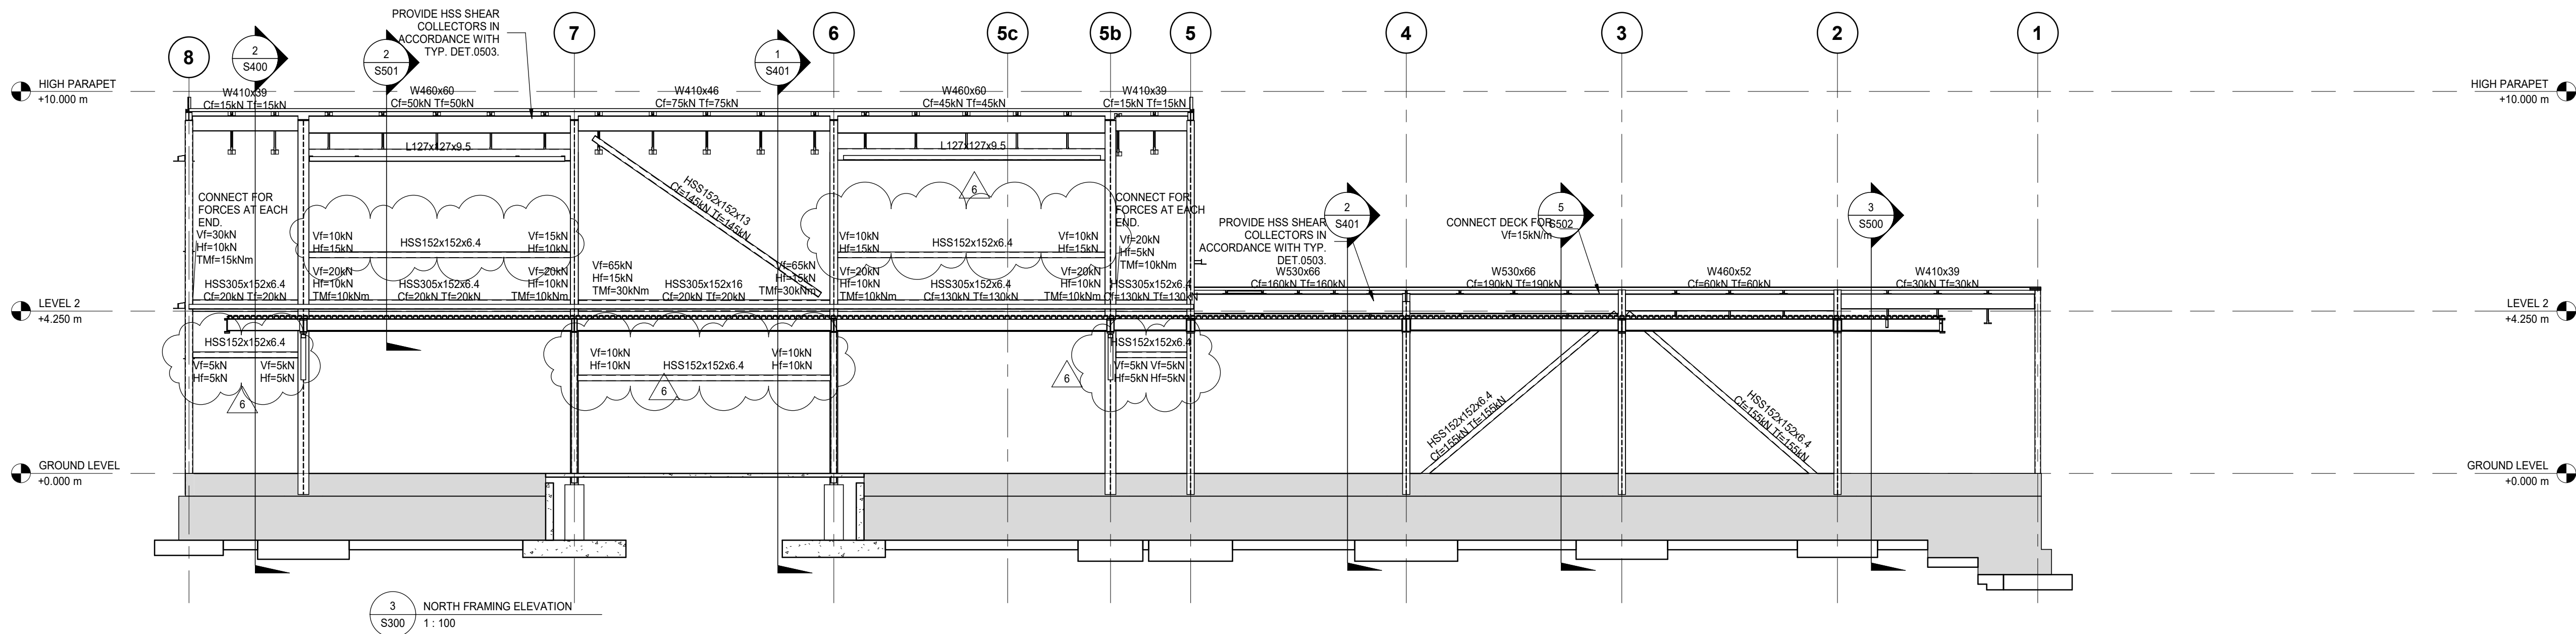 PROVIDE HSS SHEAR
COLLECTORS IN
ACCORDANCE WITH
TYP. DET.0503.
8
7
6
5c
5b
5
4
3
2
1
2
S400
2
S501
1
S401
HIGH PARAPET
+10.000 m
HIGH PARAPET
+10.000 m
W410x39
Cf=15kN Tf=15kN
W460x60
Cf=50kN Tf=50kN
W410x46
Cf=75kN Tf=75kN
W460x60
Cf=45kN Tf=45kN
W410x39
Cf=15kN Tf=15kN
L127x127x9.5
L127x127x9.5
HSS152x152x13
Cf=145kN Tf=145kN
6
CONNECT FOR
FORCES AT EACH
END.
Vf=30kN
Hf=10kN
TMf=15kNm
Vf=10kN
Hf=15kN
HSS152x152x6.4
Vf=15kN
Hf=10kN
Vf=10kN
Hf=15kN
HSS152x152x6.4
Vf=10kN
Hf=15kN
CONNECT FOR
FORCES AT EACH
END.
Vf=20kN
Hf=5kN
TMf=10kNm
PROVIDE HSS SHEAR
COLLECTORS IN
ACCORDANCE WITH TYP.
DET.0503.
2
S401
CONNECT DECK FOR
Vf=15kN/m
5
S502
3
S500
HSS305x152x6.4
Cf=20kN Tf=20kN
Vf=20kN
Hf=10kN
TMf=10kNm
HSS305x152x6.4
Cf=20kN Tf=20kN
Vf=20kN
Hf=10kN
TMf=10kNm
Vf=65kN
Hf=15kN
TMf=30kNm
HSS305x152x16
Cf=20kN Tf=20kN
Vf=65kN
Hf=15kN
TMf=30kNm
Vf=20kN
Hf=10kN
TMf=10kNm
HSS305x152x6.4
Cf=130kN Tf=130kN
Vf=20kN
Hf=10kN
TMf=10kNm
HSS305x152x6.4
Cf=130kN Tf=130kN
W530x66
Cf=160kN Tf=160kN
W530x66
Cf=190kN Tf=190kN
W460x52
Cf=60kN Tf=60kN
W410x39
Cf=30kN Tf=30kN
LEVEL 2
+4.250 m
LEVEL 2
+4.250 m
HSS152x152x6.4
Vf=5kN
Hf=5kN
Vf=5kN
Hf=5kN
6
Vf=10kN
Hf=10kN
HSS152x152x6.4
Vf=10kN
Hf=10kN
6
6
HSS152x152x6.4
Vf=5kN Vf=5kN
Hf=5kN Hf=5kN
HSS152x152x6.4
Cf=155kN Tf=155kN
HSS152x152x6.4
Cf=155kN Tf=155kN
GROUND LEVEL
+0.000 m
GROUND LEVEL
+0.000 m
3
S300
NORTH FRAMING ELEVATION
1 : 100